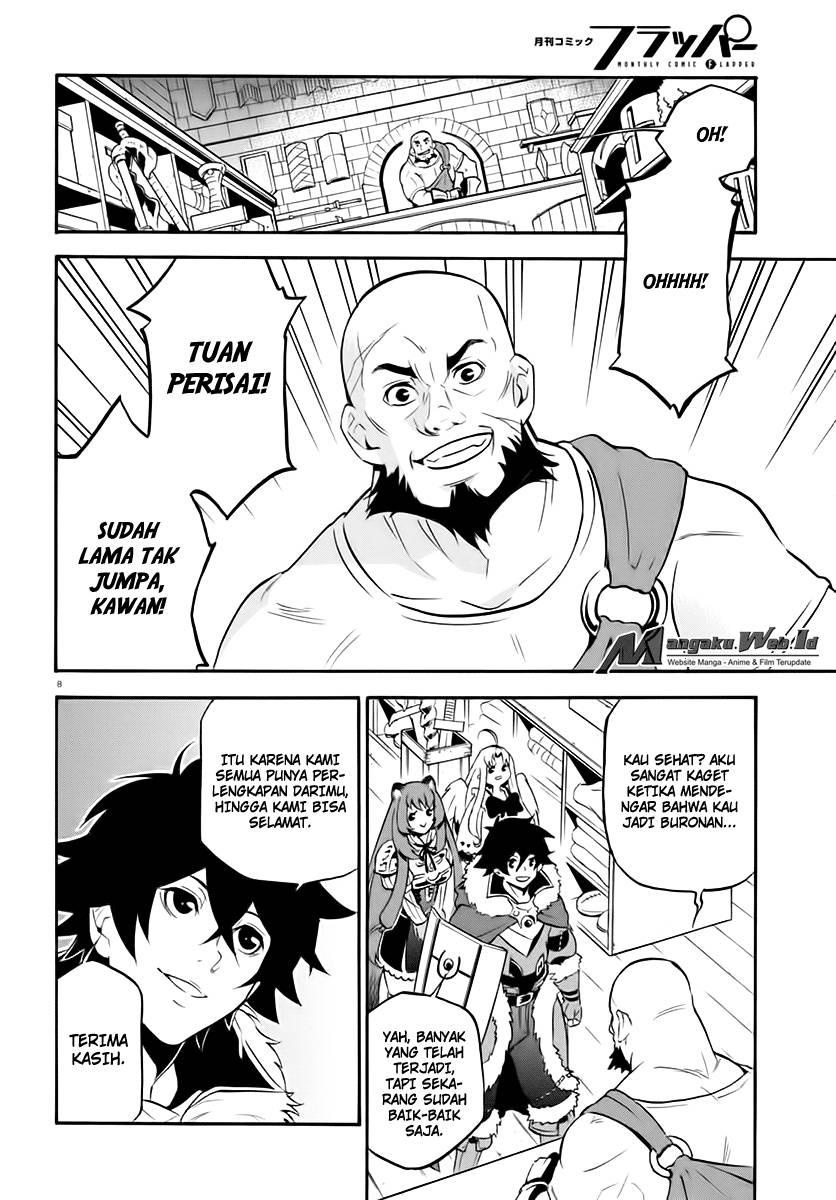 月刊コミック フラッパー
MONTHLY COMIC FLAPPER
OH!
OHHHH!
TUAN
PERISAI!
SUDAH
LAMA TAK
JUMPA,
KAWAN!
Mangaku.Web.Id
Website Manga - Anime & Film Terupdate
8
KAU SEHAT? AKU
SANGAT KAGET
KETIKA MENDE-
NGAR BAHWA KAU
JADI BURONAN...
YAH, BANYAK
YANG TELAH
TERJADI,
TAPI SEKA-
RANG SUDAH
BAIK-BAIK
SAJA.
ITU KARENA KAMI
SEMUA PUNYA PER-
LENGKAPAN DARIMU,
HINGGA KAMI BISA
SELAMAT.
TERIMA
KASIH.